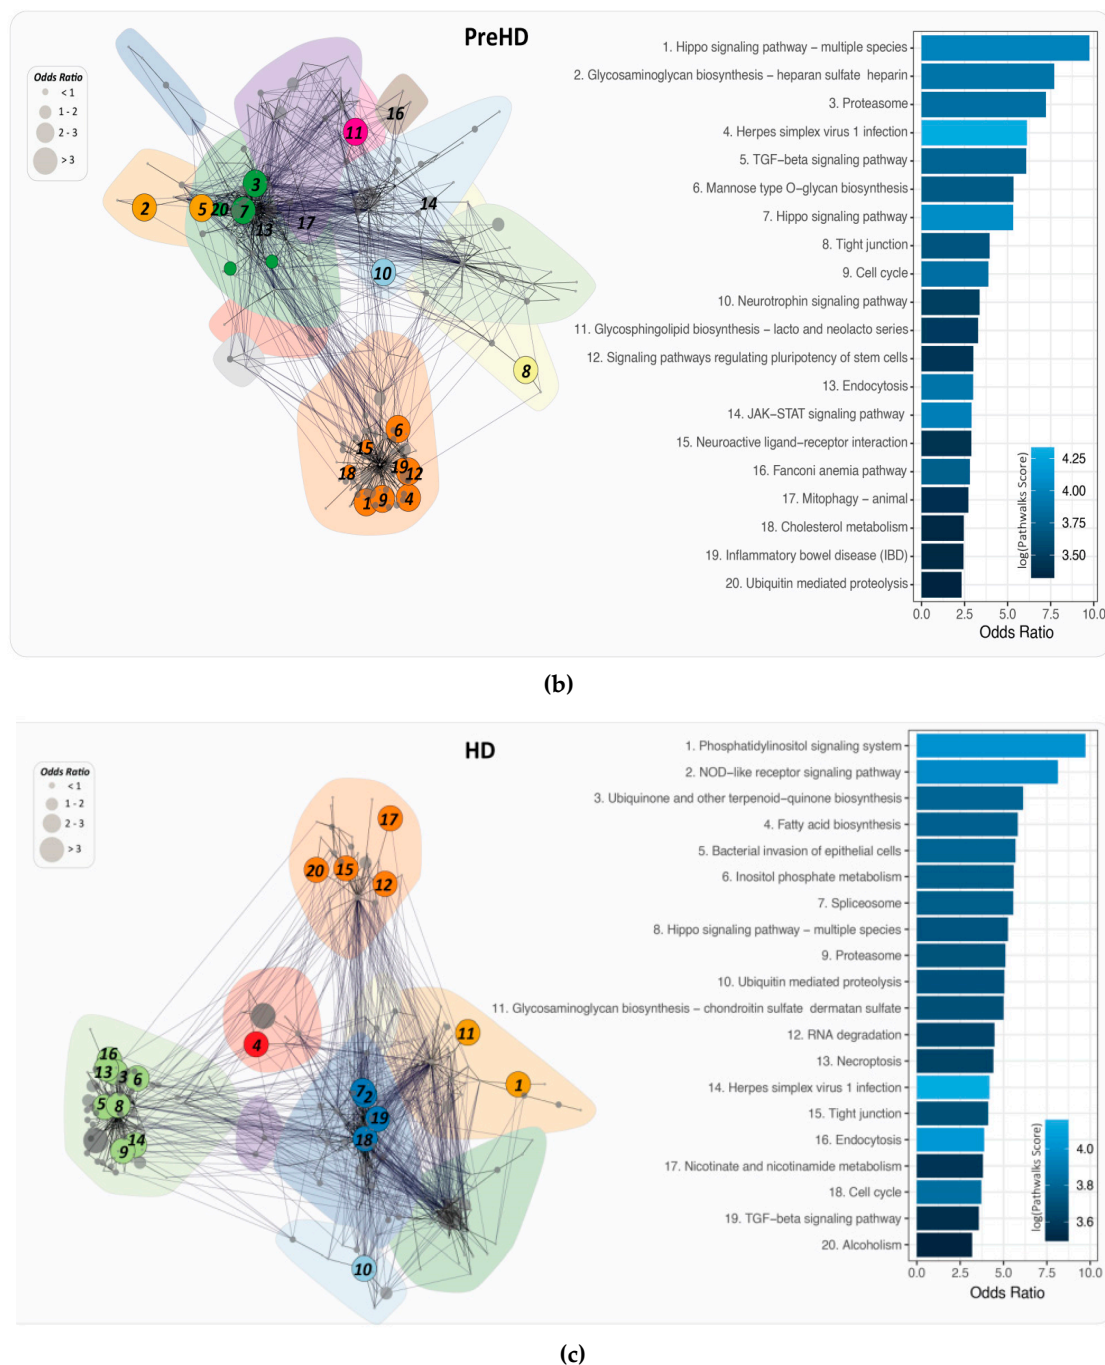 PreHD
Odds Ratio
< 1
1 - 2
2 - 3
> 3
16
11
3
2
5
20
7
13
17
14
10
8
6
15
18
19
12
1
9
4
1. Hippo signaling pathway – multiple species
2. Glycosaminoglycan biosynthesis – heparan sulfate heparin
3. Proteasome
4. Herpes simplex virus 1 infection
5. TGF-beta signaling pathway
6. Mannose type O-glycan biosynthesis
7. Hippo signaling pathway
8. Tight junction
9. Cell cycle
10. Neurotrophin signaling pathway
11. Glycosphingolipid biosynthesis – lacto and neolacto series
12. Signaling pathways regulating pluripotency of stem cells
13. Endocytosis
14. JAK–STAT signaling pathway
15. Neuroactive ligand–receptor interaction
16. Fanconi anemia pathway
17. Mitophagy – animal
18. Cholesterol metabolism
19. Inflammatory bowel disease (IBD)
20. Ubiquitin mediated proteolysis
log(Pathwalks Score)
4.25
4.00
3.75
3.50
0.0 2.5 5.0 7.5 10.0
Odds Ratio
(b)
HD
Odds Ratio
< 1
1 - 2
2 - 3
> 3
17
20
15
12
4
11
1
16
13
3
6
5
8
14
9
7
2
19
18
10
1. Phosphatidylinositol signaling system
2. NOD-like receptor signaling pathway
3. Ubiquinone and other terpenoid–quinone biosynthesis
4. Fatty acid biosynthesis
5. Bacterial invasion of epithelial cells
6. Inositol phosphate metabolism
7. Spliceosome
8. Hippo signaling pathway – multiple species
9. Proteasome
10. Ubiquitin mediated proteolysis
11. Glycosaminoglycan biosynthesis – chondroitin sulfate dermatan sulfate
12. RNA degradation
13. Necroptosis
14. Herpes simplex virus 1 infection
15. Tight junction
16. Endocytosis
17. Nicotinate and nicotinamide metabolism
18. Cell cycle
19. TGF-beta signaling pathway
20. Alcoholism
log(Pathwalks Score)
4.0
3.8
3.6
0.0 2.5 5.0 7.5 10.0
Odds Ratio
(c)